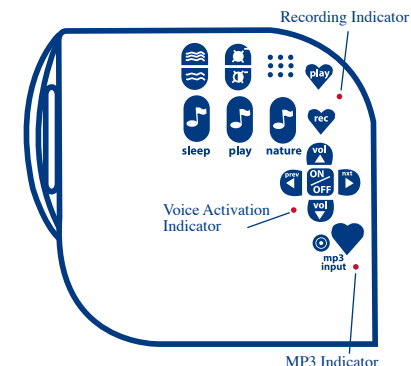 Recording Indicator
play
rec
sleep play nature
vol
prev ON OFF nxt
vol
Voice Activation
Indicator
mp3
input
MP3 Indicator